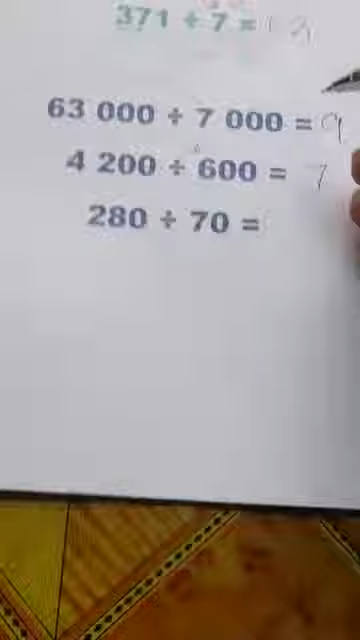 371 ÷ 7 =
63 000 ÷ 7 000 = 9
4 200 ÷ 600 = 7
280 ÷ 70 =